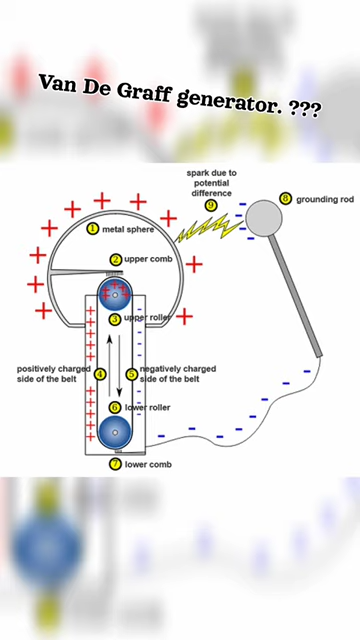 Van De Graff generator. ???
spark due to
potential
difference
9
8 grounding rod
1 metal sphere
2 upper comb
3 upper roller
positively charged
side of the belt
4
5 negatively charged
side of the belt
6 lower roller
7 lower comb